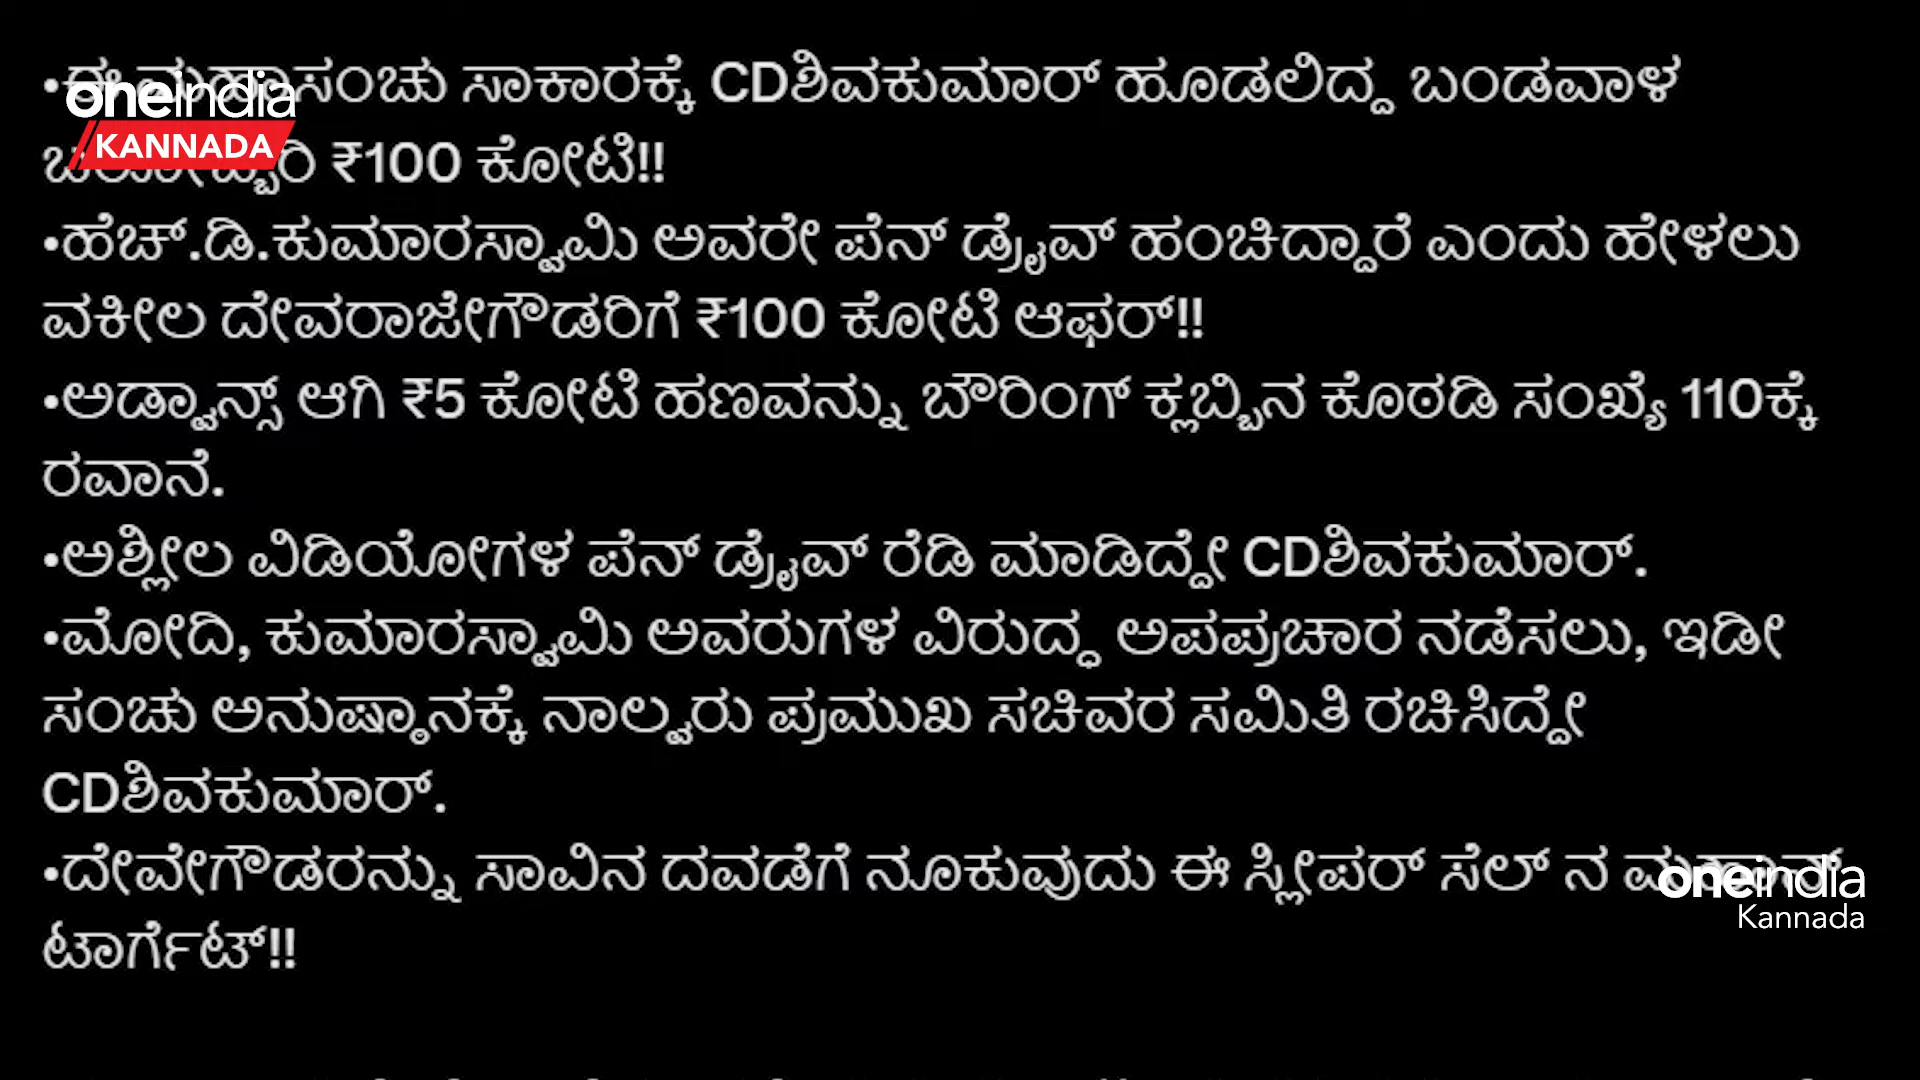 •ಈ ಮಹಾಸಂಚು ಸಾಕಾರಕ್ಕೆ CDಶಿವಕುಮಾರ್ ಹೂಡಲಿದ್ದ ಬಂಡವಾಳ
oneindia
KANNADA
₹100 ಕೋಟಿ!!
•ಹೆಚ್.ಡಿ.ಕುಮಾರಸ್ವಾಮಿ ಅವರೇ ಪೆನ್ ಡ್ರೈವ್ ಹಂಚಿದ್ದಾರೆ ಎಂದು ಹೇಳಲು
ವಕೀಲ ದೇವರಾಜೇಗೌಡರಿಗೆ ₹100 ಕೋಟಿ ಆಫರ್!!
•ಅಡ್ವಾನ್ಸ್ ಆಗಿ ₹5 ಕೋಟಿ ಹಣವನ್ನು ಬೌರಿಂಗ್ ಕ್ಲಬ್ಬಿನ ಕೊಠಡಿ ಸಂಖ್ಯೆ 110ಕ್ಕೆ
ರವಾನೆ.
•ಅಶ್ಲೀಲ ವಿಡಿಯೋಗಳ ಪೆನ್ ಡ್ರೈವ್ ರೆಡಿ ಮಾಡಿದ್ದೇ CDಶಿವಕುಮಾರ್.
•ಮೋದಿ, ಕುಮಾರಸ್ವಾಮಿ ಅವರುಗಳ ವಿರುದ್ಧ ಅಪಪ್ರಚಾರ ನಡೆಸಲು, ಇಡೀ
ಸಂಚು ಅನುಷ್ಠಾನಕ್ಕೆ ನಾಲ್ವರು ಪ್ರಮುಖ ಸಚಿವರ ಸಮಿತಿ ರಚಿಸಿದ್ದೇ
CDಶಿವಕುಮಾರ್.
•ದೇವೇಗೌಡರನ್ನು ಸಾವಿನ ದವಡೆಗೆ ನೂಕುವುದು ಈ ಸ್ಲೀಪರ್ ಸೆಲ್ ನ
oneindia
Kannada
ಟಾರ್ಗೆಟ್!!